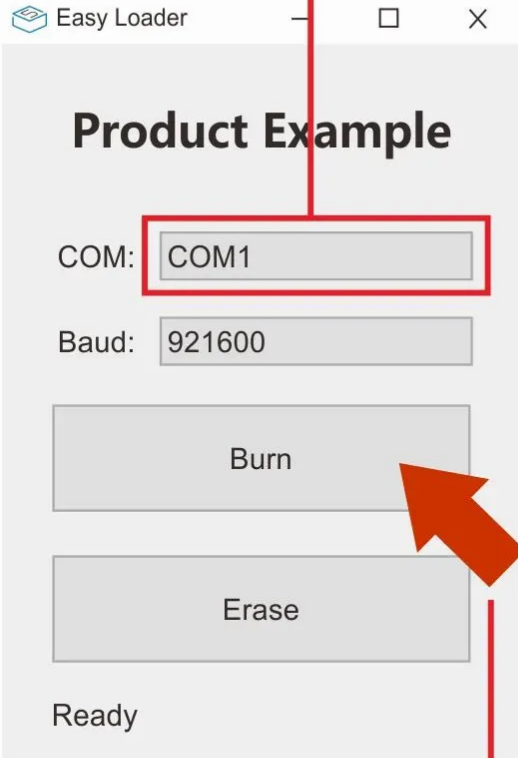 Easy Loader
Product Example
COM: COM1
Baud: 921600
Burn
Erase
Ready